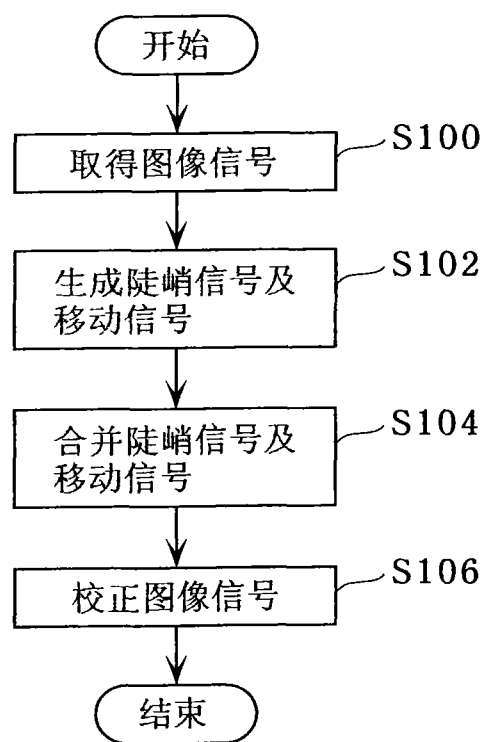 开始
取得图像信号
S100
生成陡峭信号及
移动信号
S102
合并陡峭信号及
移动信号
S104
校正图像信号
S106
结束